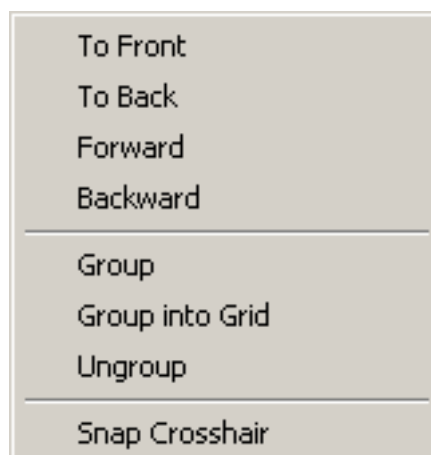 To Front
To Back
Forward
Backward
Group
Group into Grid
Ungroup
Snap Crosshair